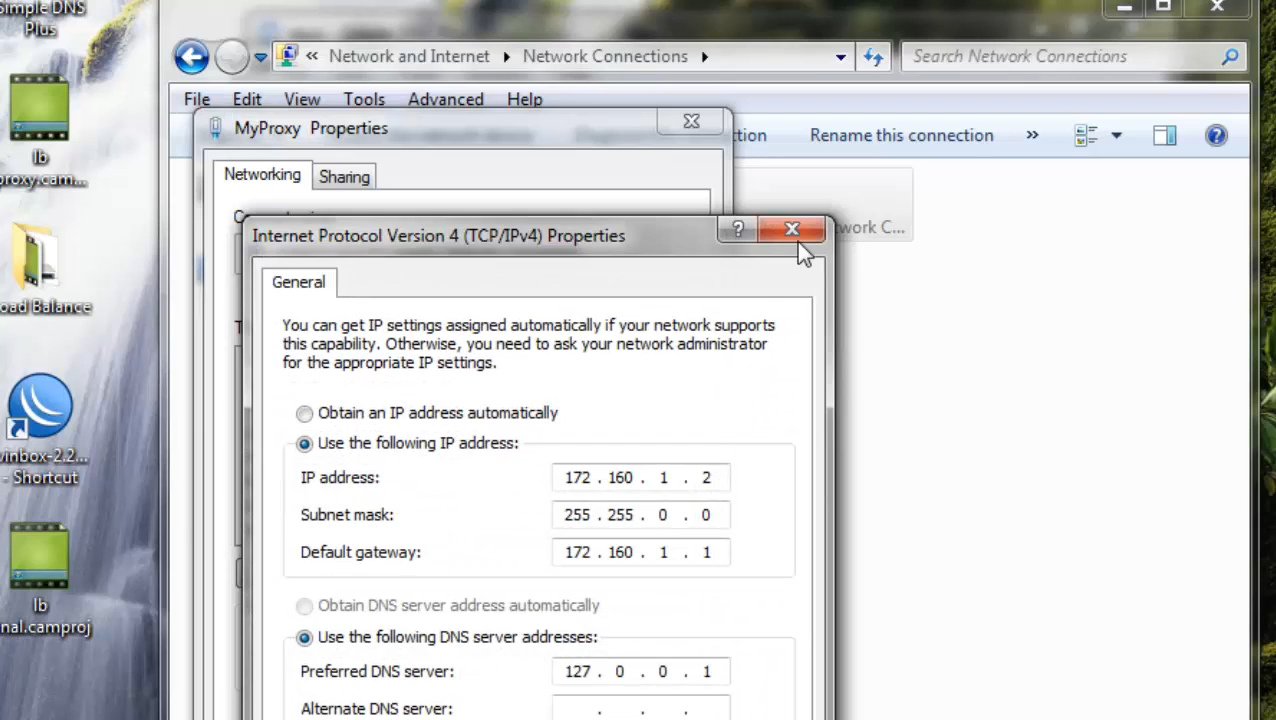 Simple DNS
Plus
lb
proxy.cam...
oad Balance
winbox-2.2...
- Shortcut
lb
nal.camproj
« Network and Internet Network Connections
Search Network Connections
File Edit View Tools Advanced Help
Rename this connection »
MyProxy Properties
Networking Sharing
work C...
Internet Protocol Version 4 (TCP/IPv4) Properties
General
You can get IP settings assigned automatically if your network supports
this capability. Otherwise, you need to ask your network administrator
for the appropriate IP settings.
Obtain an IP address automatically
Use the following IP address:
IP address: 172 . 160 . 1 . 2
Subnet mask: 255 . 255 . 0 . 0
Default gateway: 172 . 160 . 1 . 1
Obtain DNS server address automatically
Use the following DNS server addresses:
Preferred DNS server: 127 . 0 . 0 . 1
Alternate DNS server: . . .